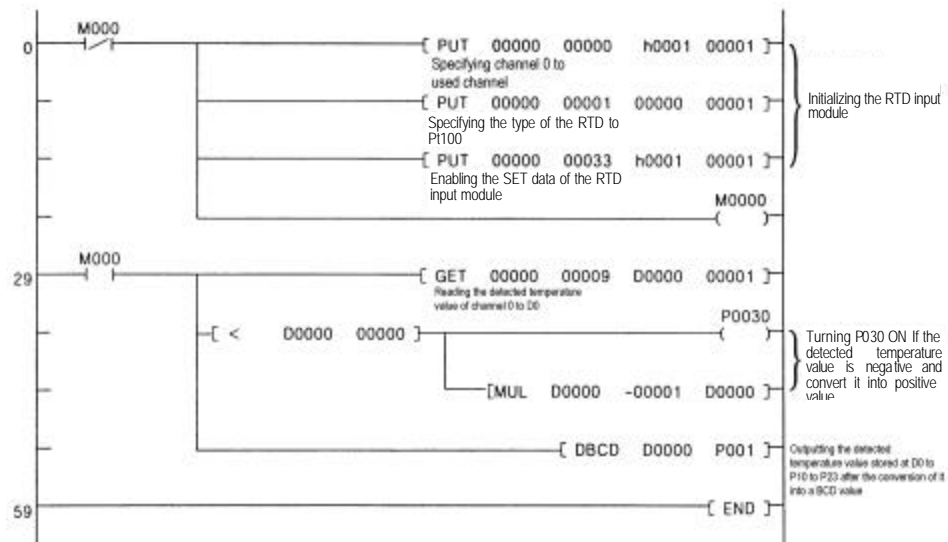 M000
0
[ PUT 00000 00000 h0001 00001 ]
Specifying channel 0 to
used channel
[ PUT 00000 00001 00000 00001 ]
Specifying the type of the RTD to
Pt100
[ PUT 00000 00033 h0001 00001 ]
Enabling the SET data of the RTD
input module
Initializing the RTD input
module
M0000
( )
M000
29
[ GET 00000 00009 D0000 00001 ]
Reading the detected temperature
value of channel 0 to D0
P0030
[ < D0000 00000 ]
( )
[MUL D0000 -00001 D0000 ]
Turning P030 ON If the
detected temperature
value is negative and
convert it into positive
value
[ DBCD D0000 P001 ]
Outputting the detected
temperature value stored at D0 to
P10 to P23 after the conversion of it
into a BCD value
59
[ END ]